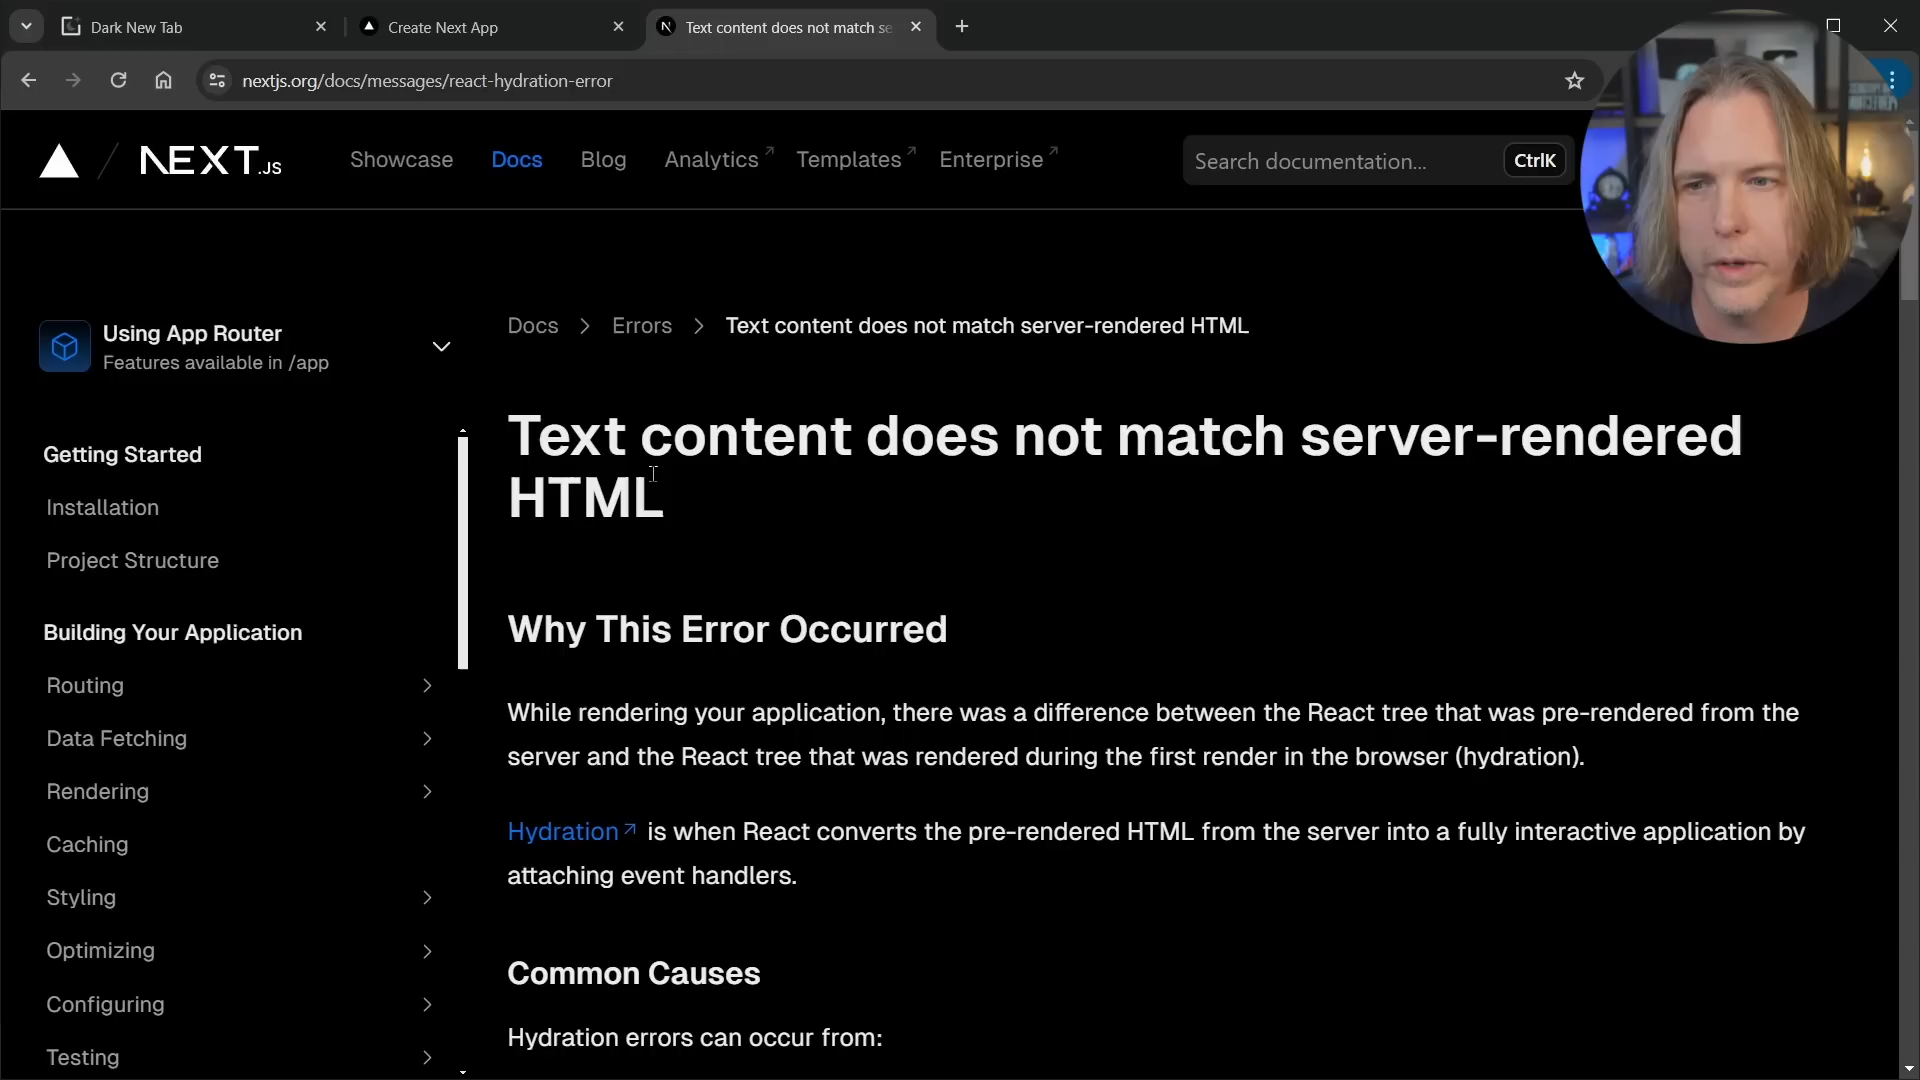 Dark New Tab
Create Next App
Text content does not match se
nextjs.org/docs/messages/react-hydration-error
NEXT.JS
Showcase
Docs
Blog
Analytics
Templates
Enterprise
Search documentation...
CtrlK
Using App Router
Features available in /app
Getting Started
Installation
Project Structure
Building Your Application
Routing
Data Fetching
Rendering
Caching
Styling
Optimizing
Configuring
Testing
Docs > Errors > Text content does not match server-rendered HTML
Text content does not match server-rendered
HTML
Why This Error Occurred
While rendering your application, there was a difference between the React tree that was pre-rendered from the
server and the React tree that was rendered during the first render in the browser (hydration).
Hydration is when React converts the pre-rendered HTML from the server into a fully interactive application by
attaching event handlers.
Common Causes
Hydration errors can occur from: